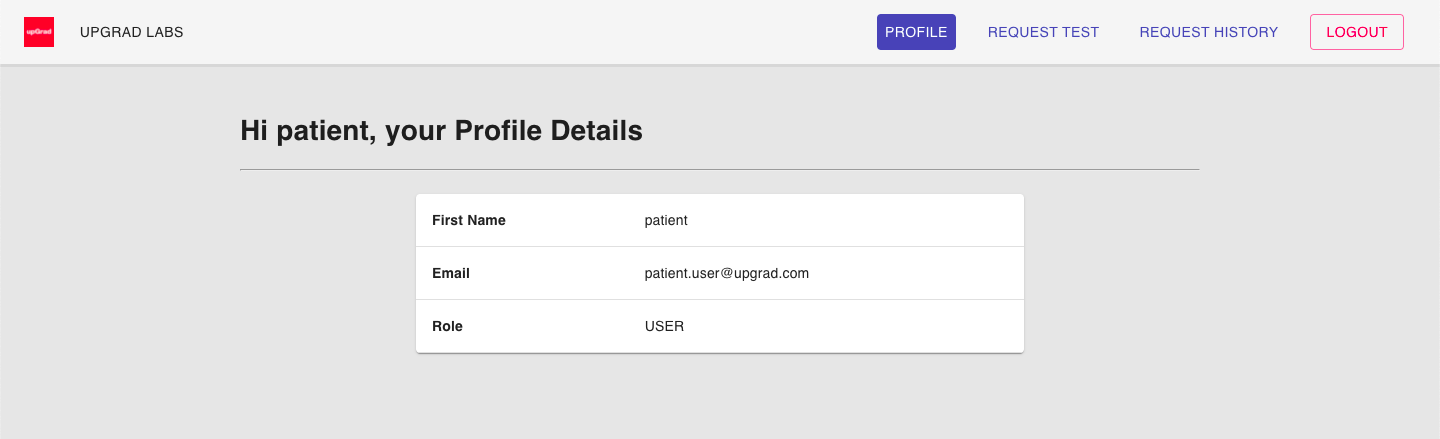 upGrad
UPGRAD LABS
PROFILE
REQUEST TEST
REQUEST HISTORY
LOGOUT
Hi patient, your Profile Details
First Name patient
Email patient.user@upgrad.com
Role USER